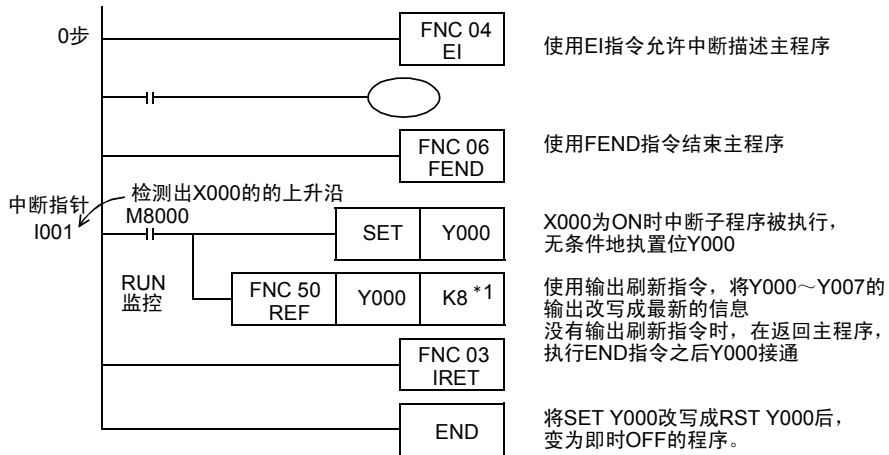 0步
FNC 04
EI
使用EI指令允许中断描述主程序
FNC 06
FEND
使用FEND指令结束主程序
中断指针
I001
检测出X000的的上升沿
M8000
SET Y000
X000为ON时中断子程序被执行，
无条件地执置位Y000
RUN
监控
FNC 50
REF
Y000
K8 *1
使用输出刷新指令，将Y000～Y007的
输出改写成最新的信息
没有输出刷新指令时，在返回主程序，
执行END指令之后Y000接通
FNC 03
IRET
END
将SET Y000改写成RST Y000后，
变为即时OFF的程序。